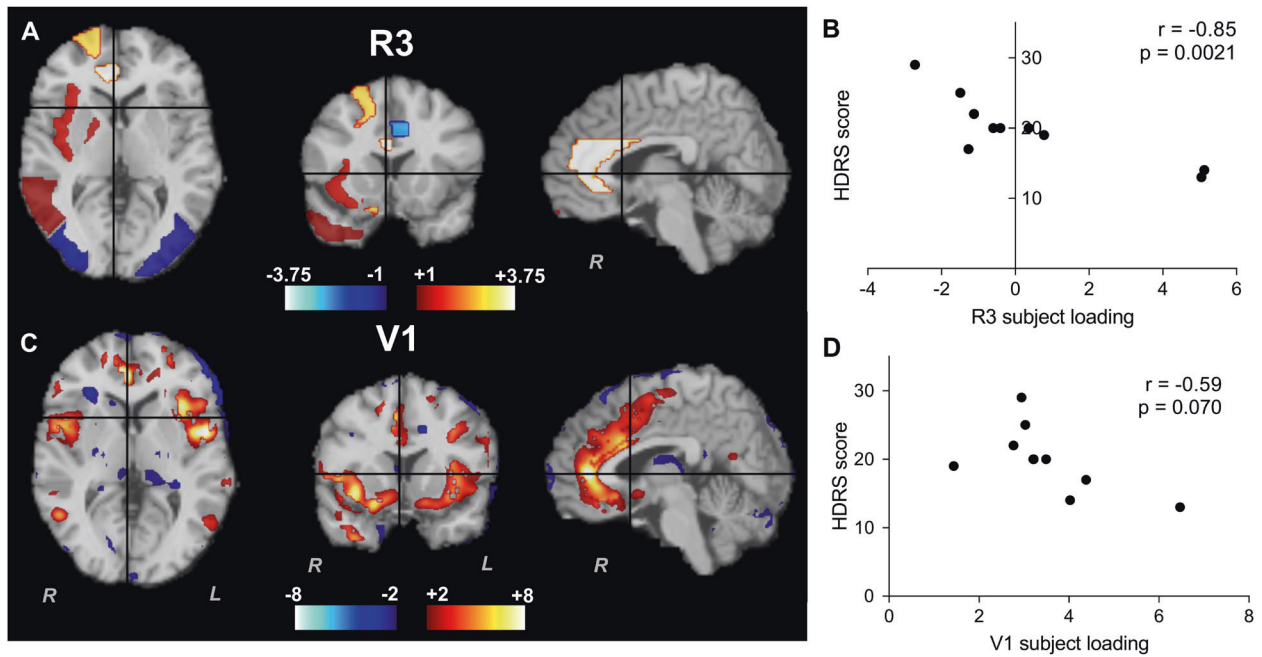 A
R3
-3.75 -1 +1 +3.75
R
C
V1
R L
R L
R
-8 -2 +2 +8
B
r = -0.85
p = 0.0021
HDRS score
30
20
10
-4 -2 0 2 4 6
R3 subject loading
D
r = -0.59
p = 0.070
HDRS score
30
20
10
0
0 2 4 6 8
V1 subject loading